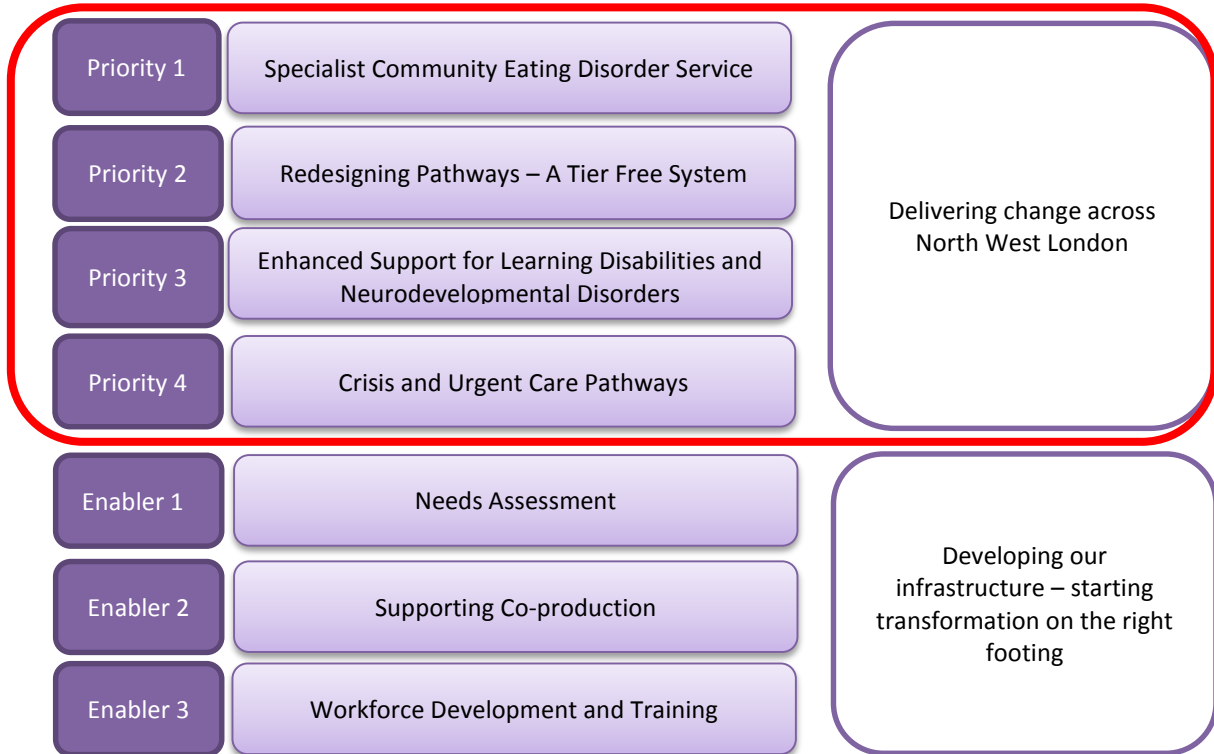 Priority 1
Specialist Community Eating Disorder Service
Priority 2
Redesigning Pathways – A Tier Free System
Priority 3
Enhanced Support for Learning Disabilities and
Neurodevelopmental Disorders
Priority 4
Crisis and Urgent Care Pathways
Delivering change across
North West London
Enabler 1
Needs Assessment
Enabler 2
Supporting Co-production
Enabler 3
Workforce Development and Training
Developing our
infrastructure – starting
transformation on the right
footing